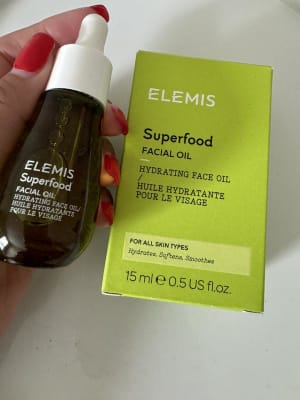 ELEMIS
Superfood
FACIAL OIL
HYDRATING FACE OIL/
HUILE HYDRATANTE
POUR LE VISAGE
ELEMIS
Superfood
FACIAL OIL
HYDRATING FACE OIL
/
HUILE HYDRATANTE
POUR LE VISAGE
FOR ALL SKIN TYPES
Hydrates, Softens, Smoothes
15 ml e 0.5 US fl.oz.